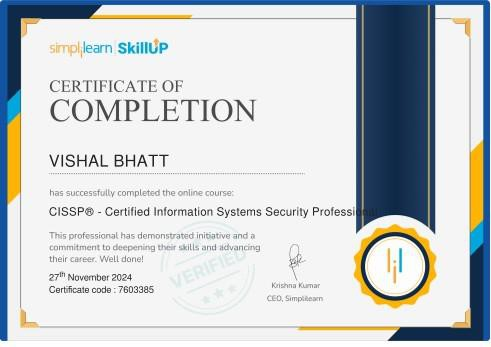 simplilearn | SkillUP
CERTIFICATE OF
COMPLETION
VISHAL BHATT
has successfully completed the online course:
CISSP® - Certified Information Systems Security Professional
This professional has demonstrated initiative and a
commitment to deepening their skills and advancing
their career. Well done!
27th November 2024
Certificate code : 7603385
VERIFIED
Krishna Kumar
CEO, Simplilearn